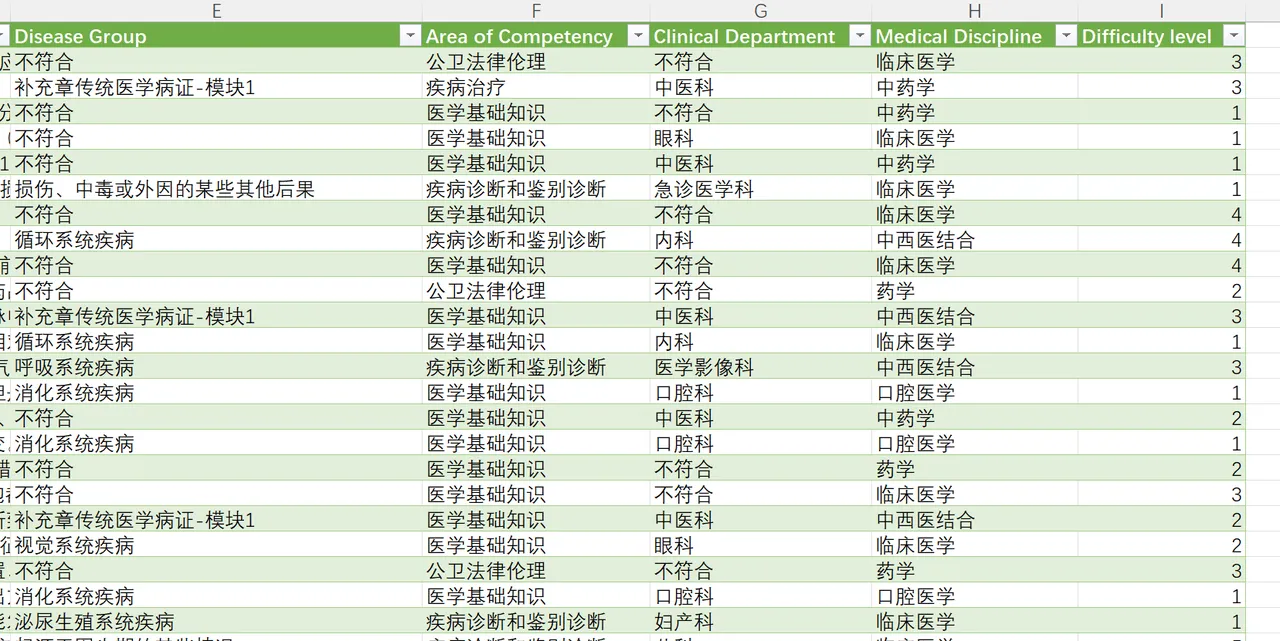 E F G H I
Disease Group Area of Competency Clinical Department Medical Discipline Difficulty level
不符合 公卫法律伦理 不符合 临床医学 3
补充章传统医学病证-模块1 疾病治疗 中医科 中药学 3
不符合 医学基础知识 不符合 中药学 1
不符合 医学基础知识 眼科 临床医学 1
1 不符合 医学基础知识 中医科 中药学 1
损伤、中毒或外因的某些其他后果 疾病诊断和鉴别诊断 急诊医学科 临床医学 1
不符合 医学基础知识 不符合 临床医学 4
循环系统疾病 疾病诊断和鉴别诊断 内科 中西医结合 4
不符合 医学基础知识 不符合 临床医学 4
不符合 公卫法律伦理 不符合 药学 2
补充章传统医学病证-模块1 医学基础知识 中医科 中西医结合 3
循环系统疾病 医学基础知识 内科 临床医学 1
呼吸系统疾病 疾病诊断和鉴别诊断 医学影像科 中西医结合 3
消化系统疾病 医学基础知识 口腔科 口腔医学 1
、 不符合 医学基础知识 中医科 中药学 2
消化系统疾病 医学基础知识 口腔科 口腔医学 1
不符合 医学基础知识 不符合 药学 2
不符合 医学基础知识 不符合 临床医学 3
补充章传统医学病证-模块1 医学基础知识 中医科 中西医结合 2
视觉系统疾病 医学基础知识 眼科 临床医学 2
不符合 公卫法律伦理 不符合 药学 3
消化系统疾病 医学基础知识 口腔科 口腔医学 1
泌尿生殖系统疾病 疾病诊断和鉴别诊断 妇产科 临床医学 1